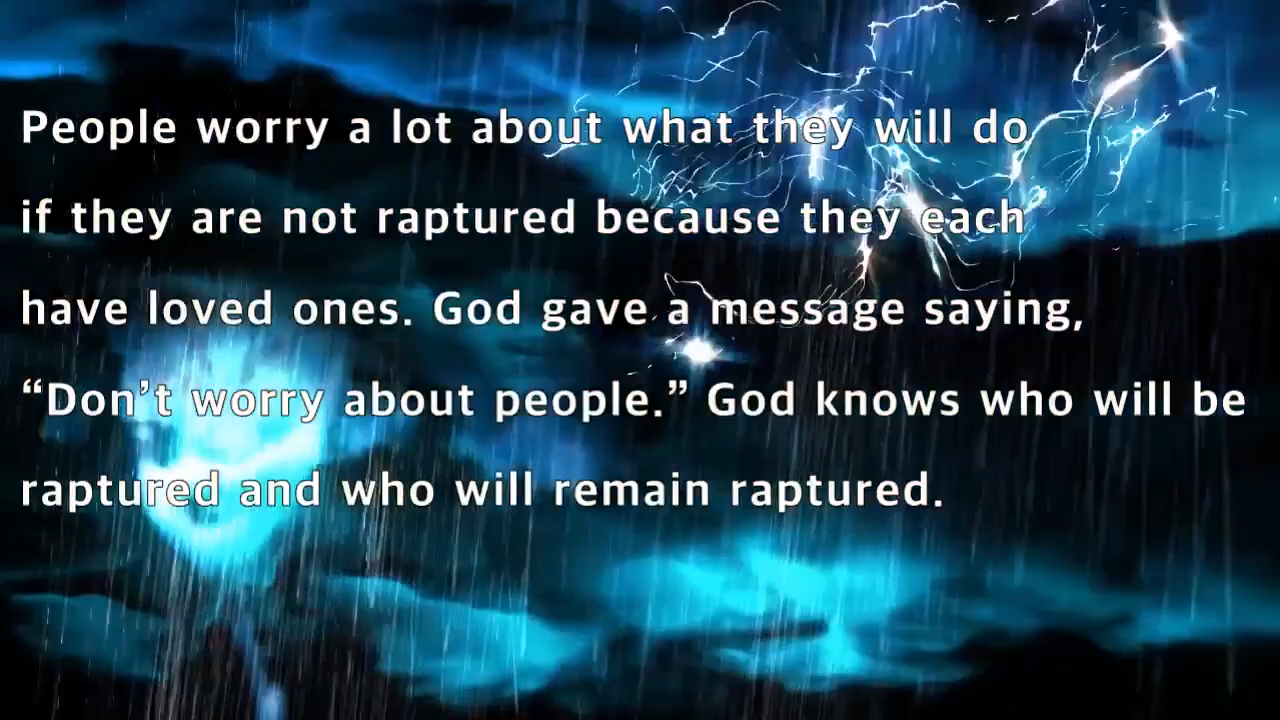 People worry a lot about what they will do
if they are not raptured because they each
have loved ones. God gave a message saying,
“Don’t worry about people.” God knows who will be
raptured and who will remain raptured.